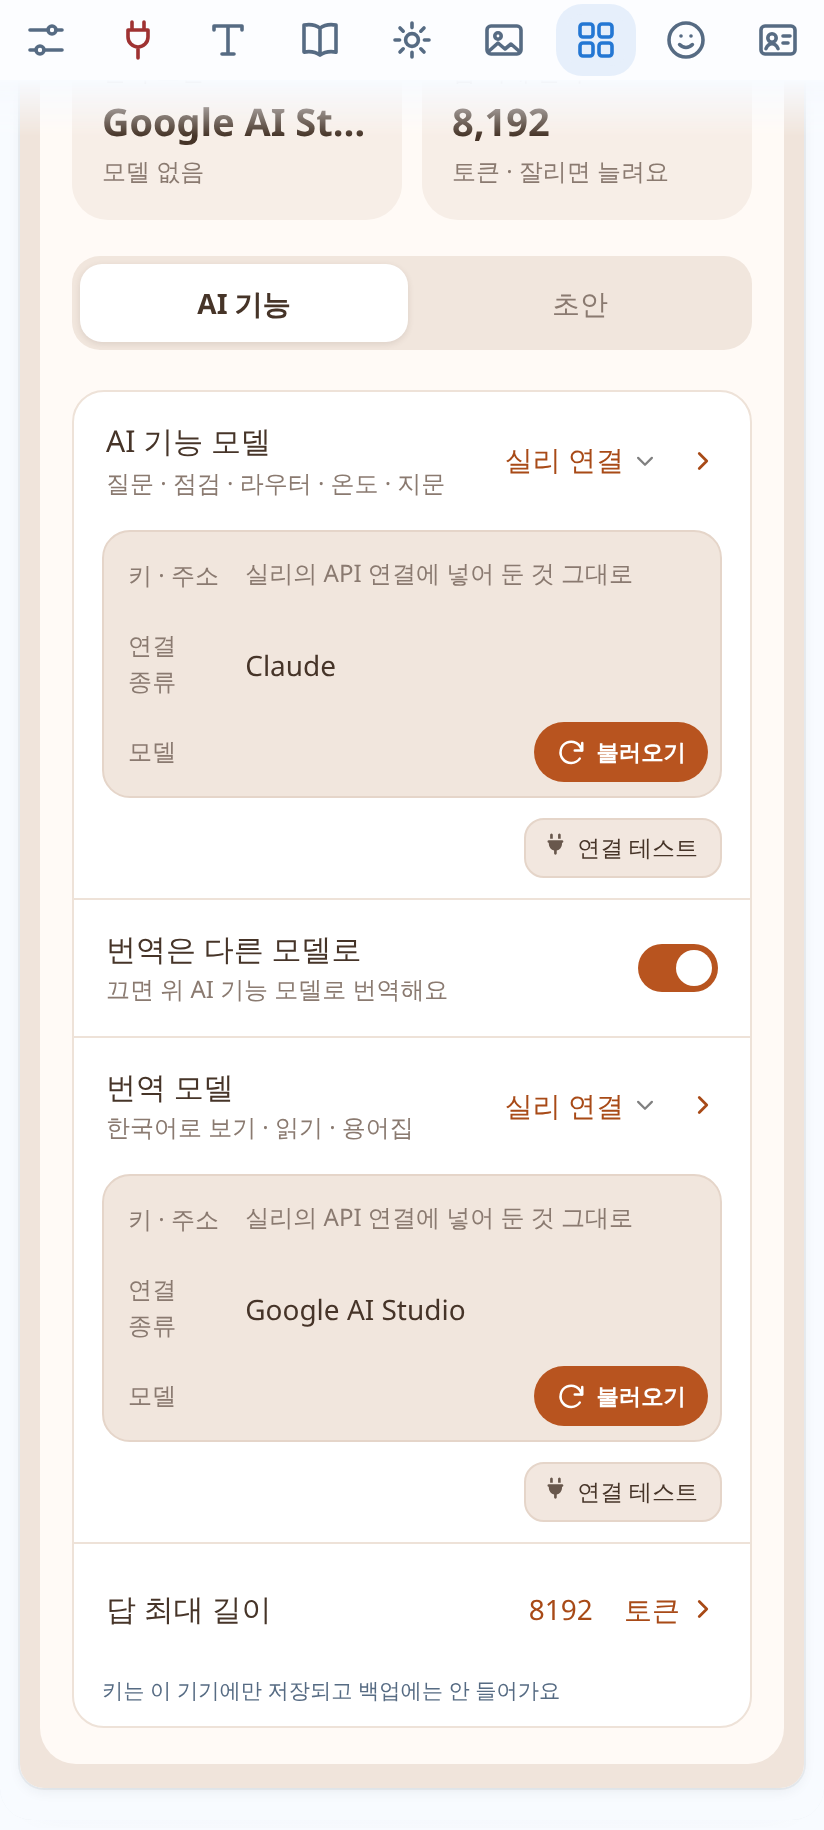 Google AI St...
모델 없음
8,192
토큰 · 잘리면 늘려요
AI 기능
초안
AI 기능 모델
질문 · 점검 · 라우터 · 온도 · 지문
실리 연결
키 · 주소
실리의 API 연결에 넣어 둔 것 그대로
연결
종류
Claude
모델
불러오기
연결 테스트
번역은 다른 모델로
끄면 위 AI 기능 모델로 번역해요
번역 모델
한국어로 보기 · 읽기 · 용어집
실리 연결
키 · 주소
실리의 API 연결에 넣어 둔 것 그대로
연결
종류
Google AI Studio
모델
불러오기
연결 테스트
답 최대 길이
8192 토큰
키는 이 기기에만 저장되고 백업에는 안 들어가요